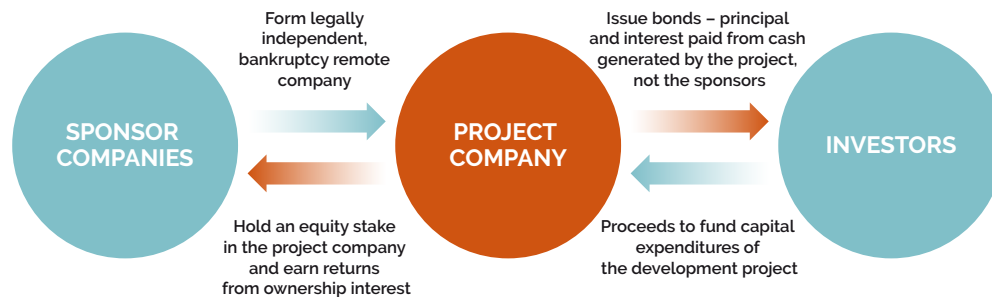 Form legally
independent,
bankruptcy remote
company
Issue bonds – principal
and interest paid from cash
generated by the project,
not the sponsors
SPONSOR
COMPANIES
PROJECT
COMPANY
INVESTORS
Hold an equity stake
in the project company
and earn returns
from ownership interest
Proceeds to fund capital
expenditures of
the development project